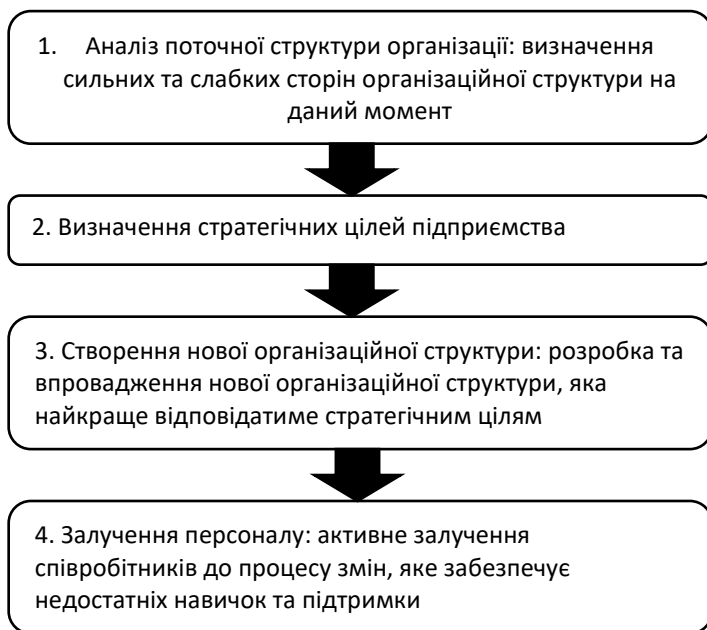 1. Аналіз поточної структури організації: визначення
сильних та слабких сторін організаційної структури на
даний момент
2. Визначення стратегічних цілей підприємства
3. Створення нової організаційної структури: розробка та
впровадження нової організаційної структури, яка
найкраще відповідатиме стратегічним цілям
4. Залучення персоналу: активне залучення
співробітників до процесу змін, яке забезпечує
недостатніх навичок та підтримки